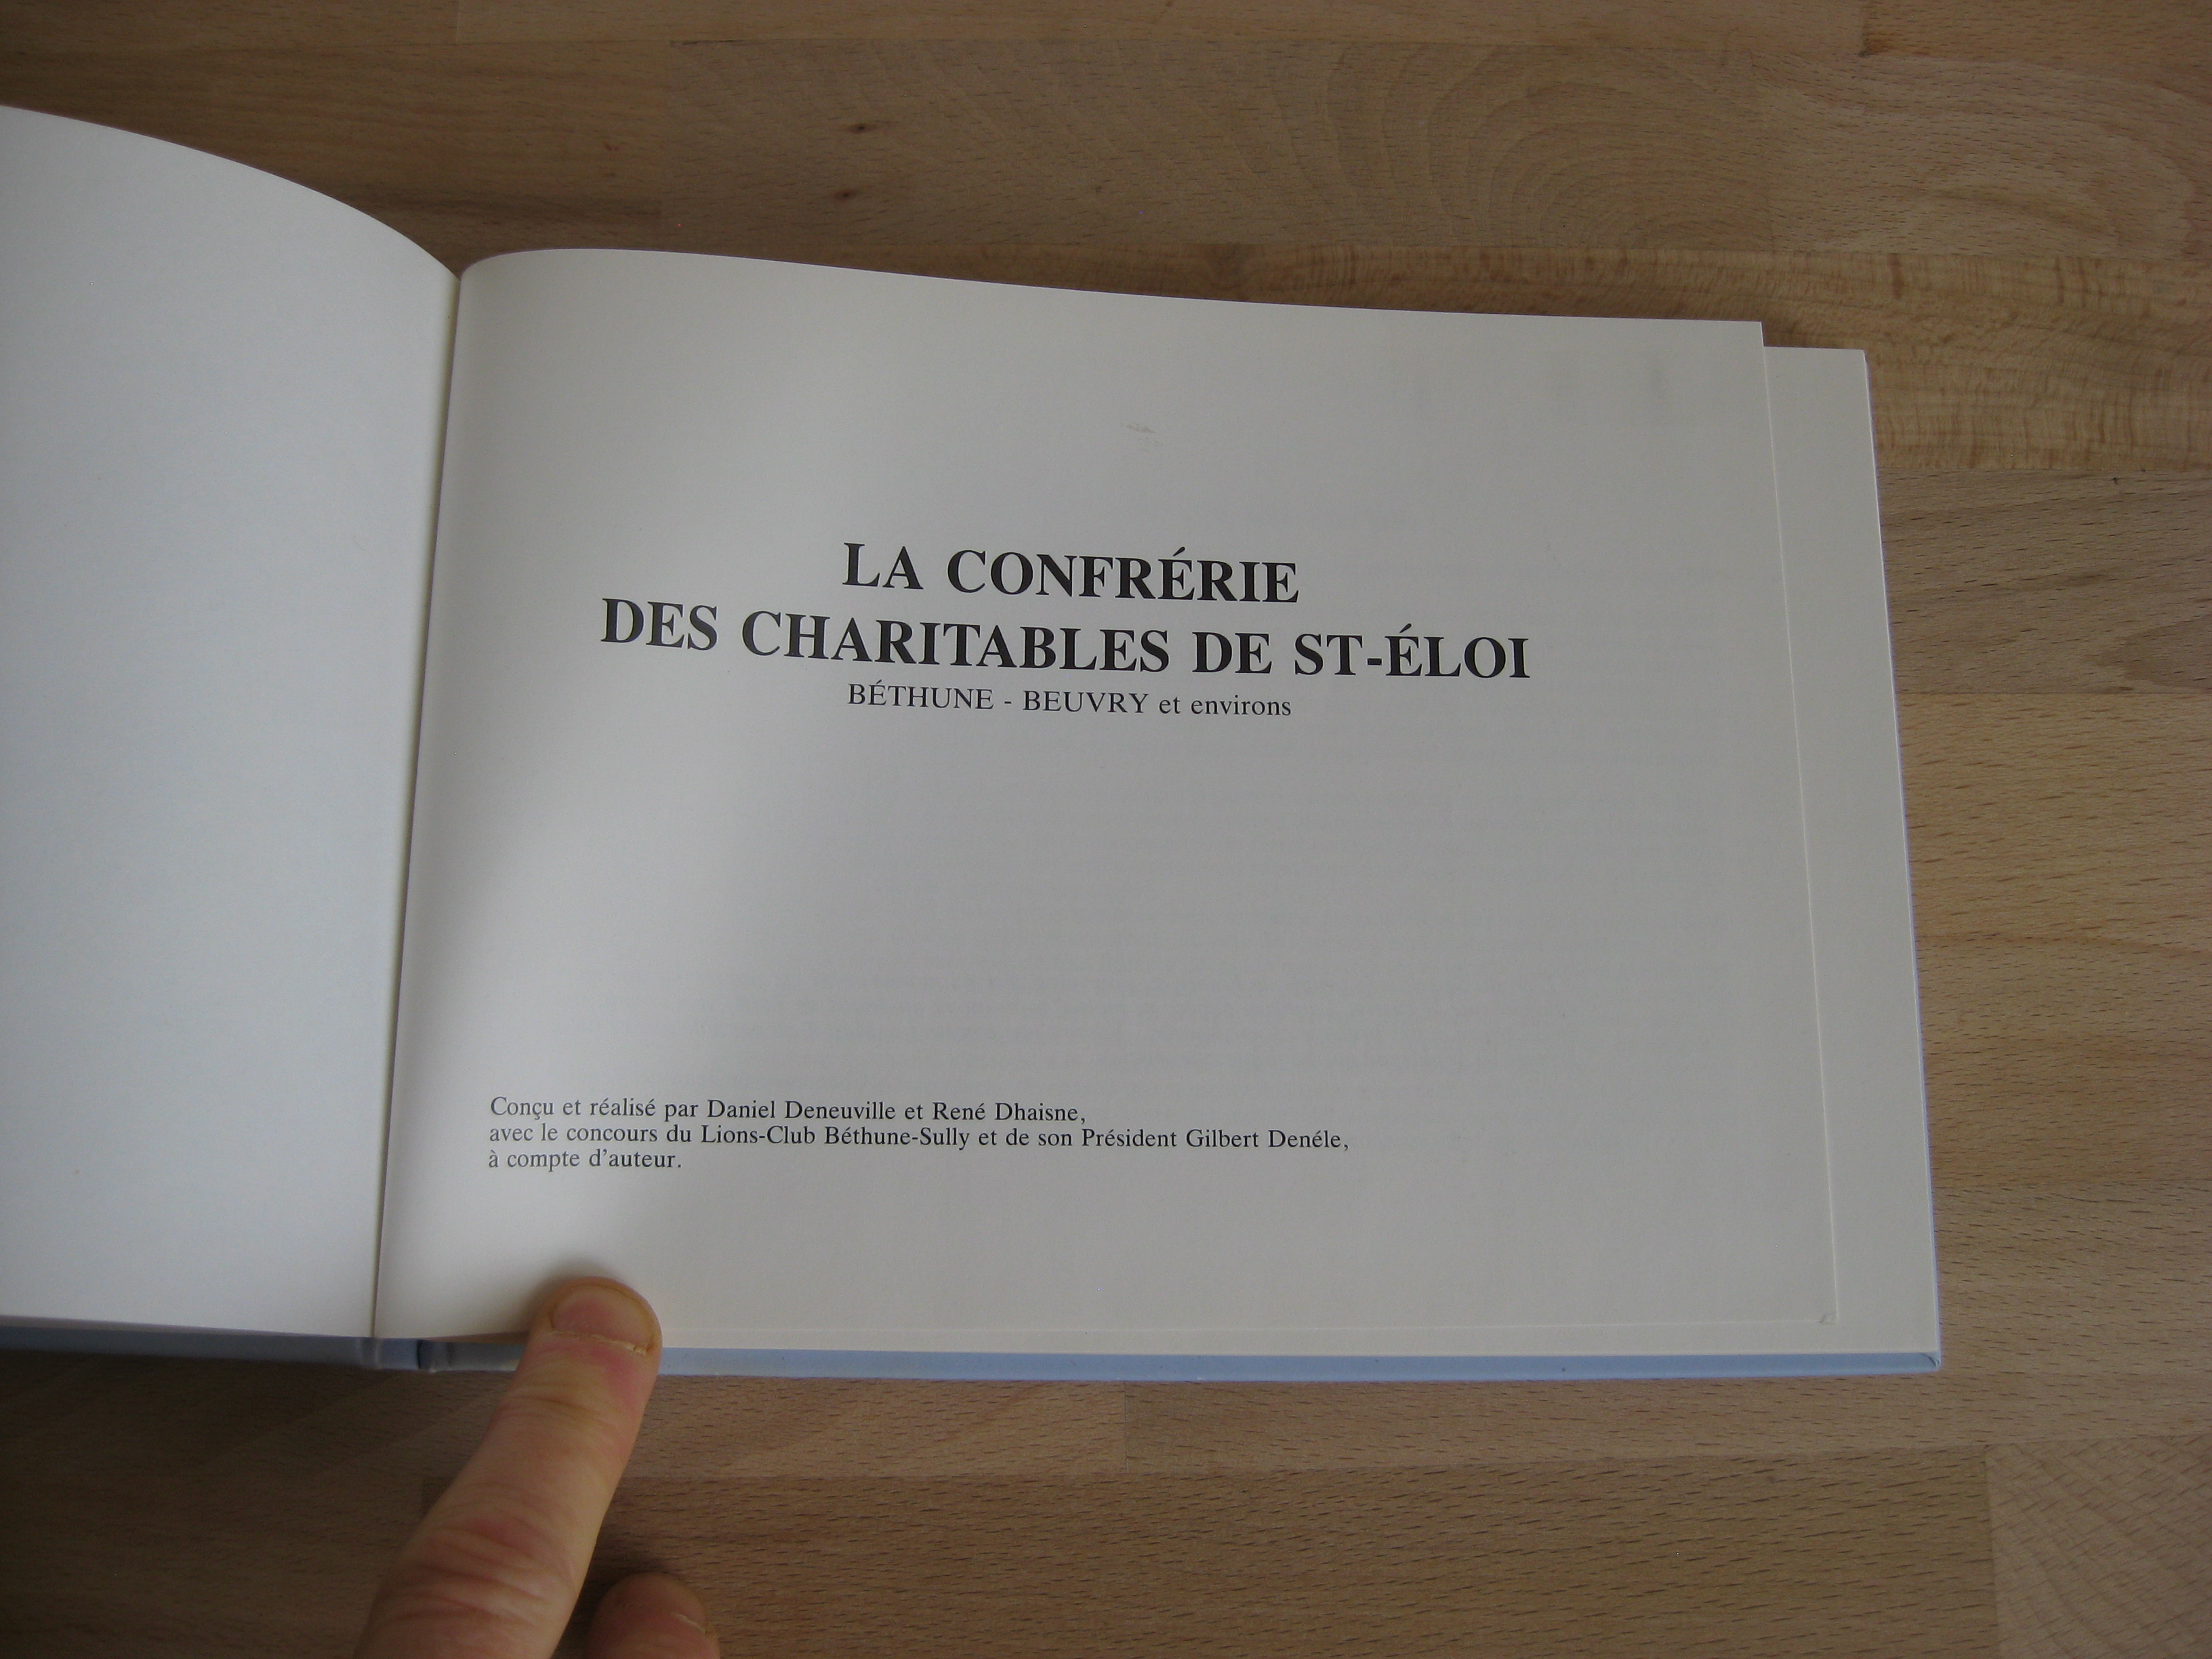 LA CONFRÉRIE
DES CHARITABLES DE ST-ÉLOI
BÉTHUNE - BEUVRY et environs
Conçu et réalisé par Daniel Deneuville et René Dhaisne,
avec le concours du Lions-Club Béthune-Sully et de son Président Gilbert Denéle,
à compte d'auteur.